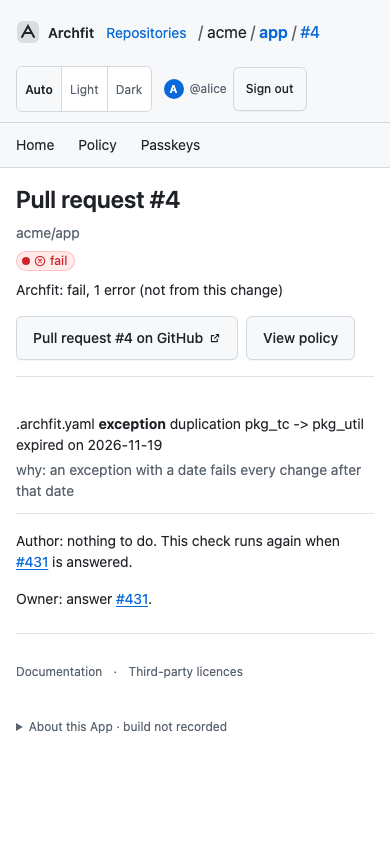 A Archfit Repositories / acme / app / #4
Auto Light Dark A @alice Sign out
Home Policy Paskeys
Pull request #4
acme/app
fail
Archfit: fail, 1 error (not from this change)
Pull request #4 on GitHub View policy
.archfit.yaml exception duplication pkg_tc -> pkg_util
expired on 2026-11-19
why: an exception with a date fails every change after
that date
Author: nothing to do. This check runs again when
#431 is answered.
Owner: answer #431.
Documentation · Third-party licences
About this App · build not recorded